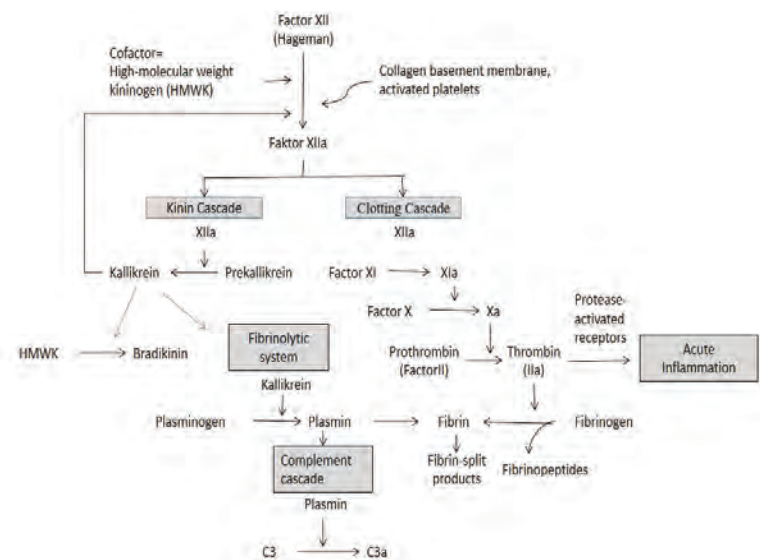 Factor XII
(Hageman)
Cofactor=
High-molecular weight
kininogen (HMWK)
Collagen basement membrane,
activated platelets
Faktor XIIa
Kinin Cascade
Clotting Cascade
XIIa
XIIa
Kallikrein
Prekallikrein
Factor XI
XIa
Factor X
Xa
Protease-
activated
receptors
HMWK
Bradikinin
Fibrinolytic
system
Prothrombin
(FactorII)
Thrombin
(IIa)
Acute
Inflammation
Kallikrein
Plasminogen
Plasmin
Fibrin
Fibrinogen
Complement
cascade
Fibrin-split
products
Fibrinopeptides
Plasmin
C3
C3a